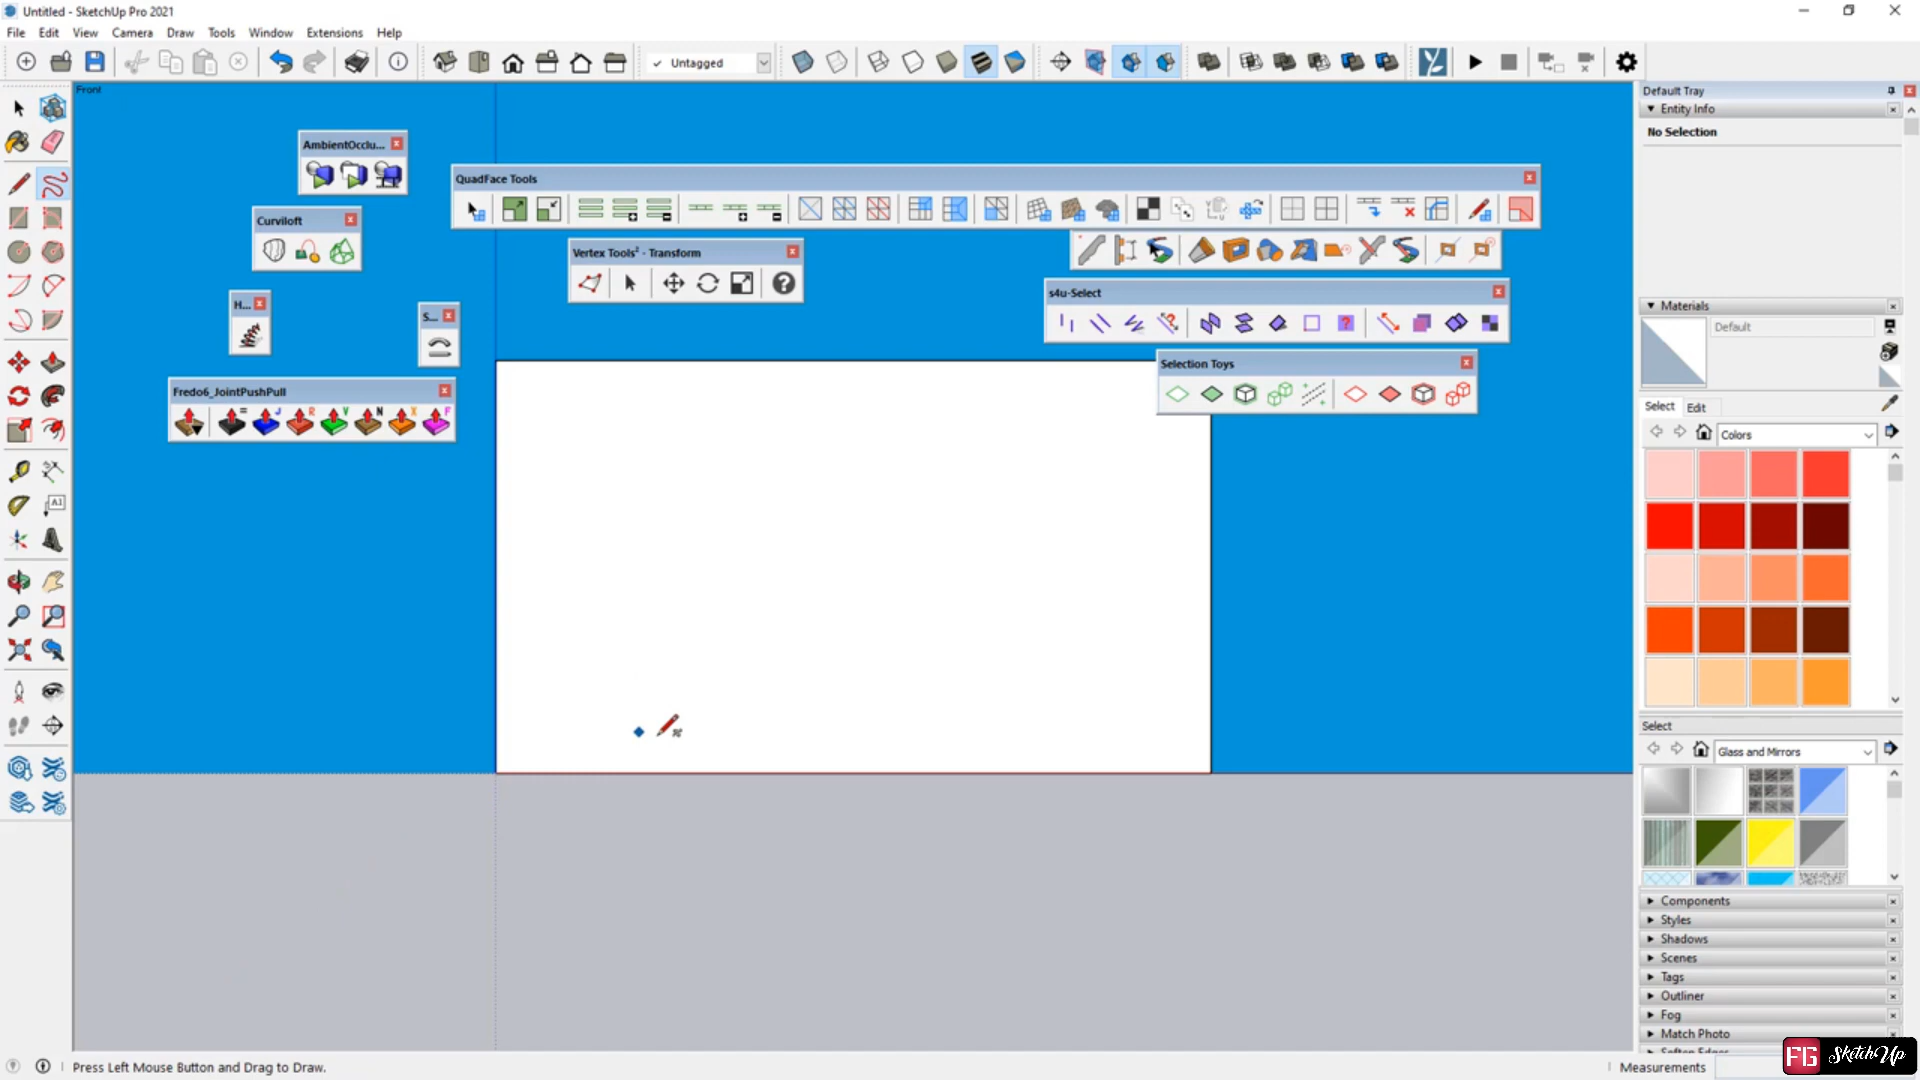 Untitled - SketchUp Pro 2021
File Edit View Camera Draw Tools Window Extensions Help
Untagged
Front
Default Tray
Entity Info
No Selection
AmbientOcclu...
QuadFace Tools
Curviloft
Vertex Tools² - Transform
s4u-Select
H...
S...
Selection Toys
Fredo6_JointPushPull
= J R V N X F
Materials
Default
Select Edit
Colors
A1
Select
Glass and Mirrors
Components
Styles
Shadows
Scenes
Tags
Outliner
Fog
Match Photo
Soften Edges
Press Left Mouse Button and Drag to Draw.
Measurements
FG SketchUp